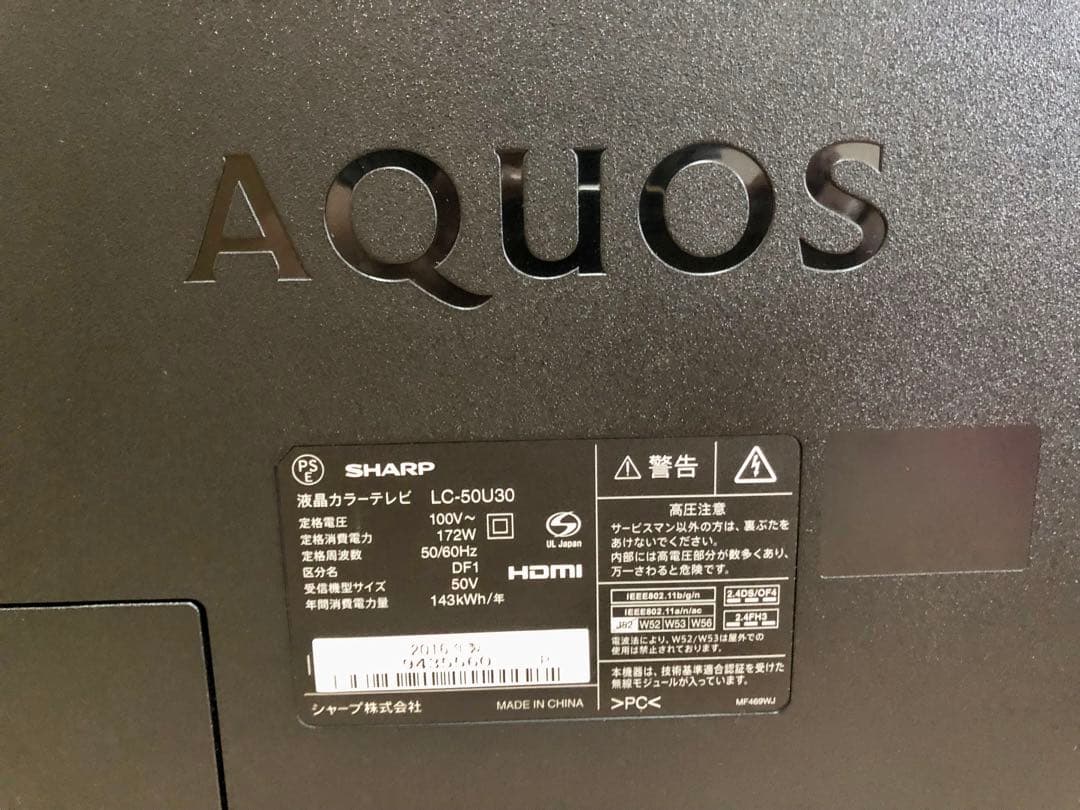 AQUOS
PSE SHARP
液晶カラーテレビ LC-50U30
定格電圧 100V～
定格消費電力 172W
定格周波数 50/60Hz
区分名 DF1
受信機型サイズ 50V
年間消費電力量 143kWh/年
UL Japan
HDMI
2016年製
9435560
シャープ株式会社 MADE IN CHINA
警告
高圧注意
サービスマン以外の方は、裏ぶたを
あけないでください。
内部には高電圧部分が数多くあり、
万一さわると危険です。
IEEE802.11b/g/n 2.4DS/OF4
IEEE802.11a/n/ac
J52 W52 W53 W56 2.4FH3
電波法により、W52/W53は屋外での
使用は禁止されております。
本機器は、技術基準適合認証を受けた
無線モジュールが入っています。
>PC< MF469WJ